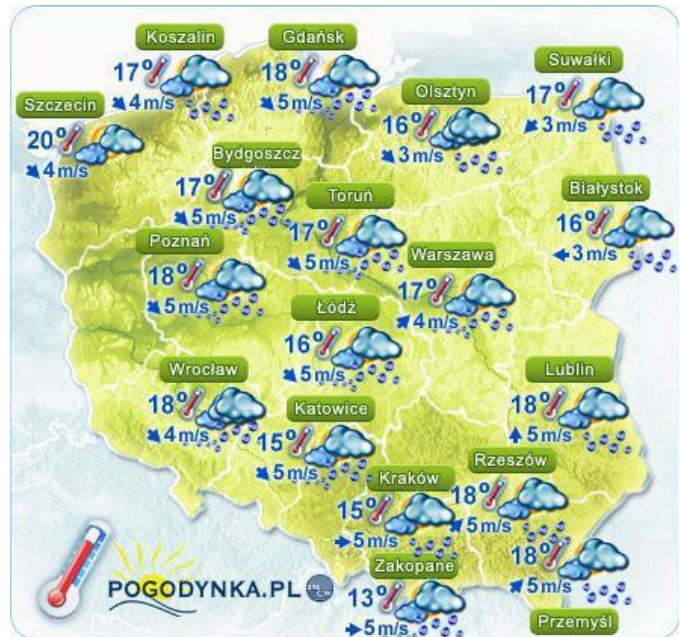 Koszalin
17°
4 m/s
Gdańsk
18°
5 m/s
Suwałki
17°
3 m/s
Olsztyn
16°
3 m/s
Szczecin
20°
4 m/s
Bydgoszcz
17°
5 m/s
Toruń
17°
5 m/s
Białystok
16°
3 m/s
Poznań
18°
5 m/s
Warszawa
17°
4 m/s
Łódź
16°
5 m/s
Wrocław
18°
4 m/s
Katowice
15°
5 m/s
Lublin
18°
5 m/s
Kraków
15°
5 m/s
Rzeszów
18°
5 m/s
18°
5 m/s
Przemyśl
Zakopane
13°
5 m/s
POGODYNKA.PL